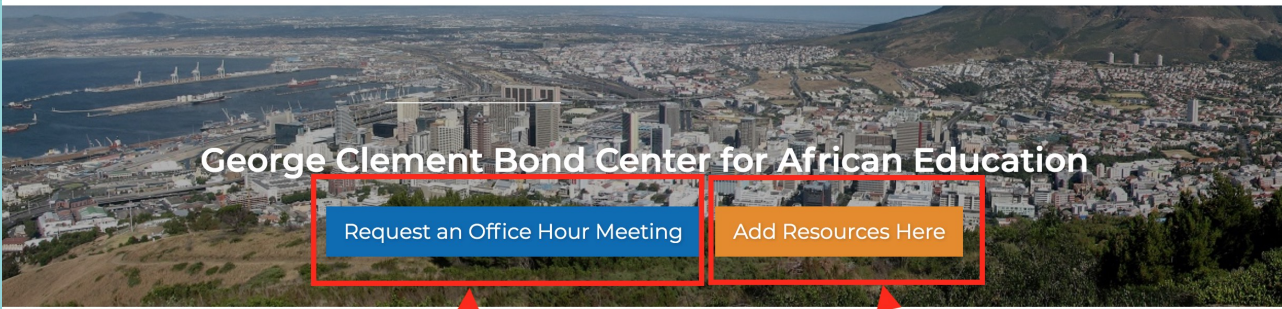 George Clement Bond Center for African Education
Request an Office Hour Meeting
Add Resources Here